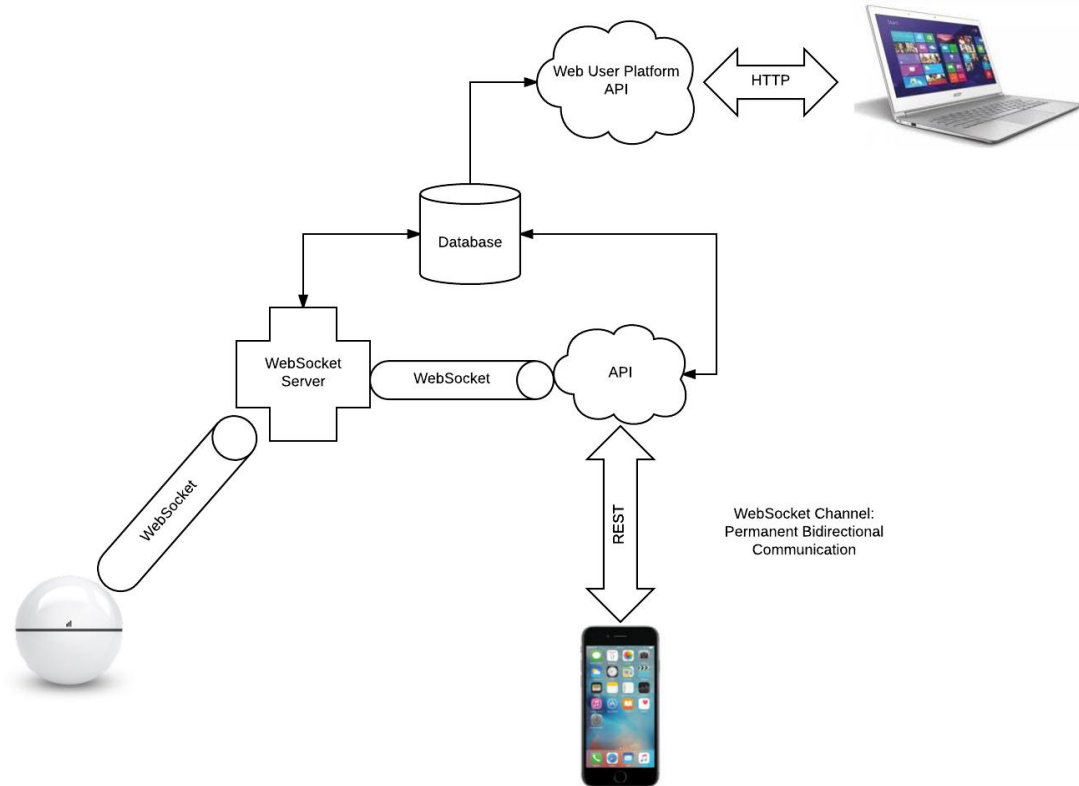 Web User Platform
API
HTTP
Database
WebSocket
Server
WebSocket
API
WebSocket
REST
WebSocket Channel:
Permanent Bidirectional
Communication